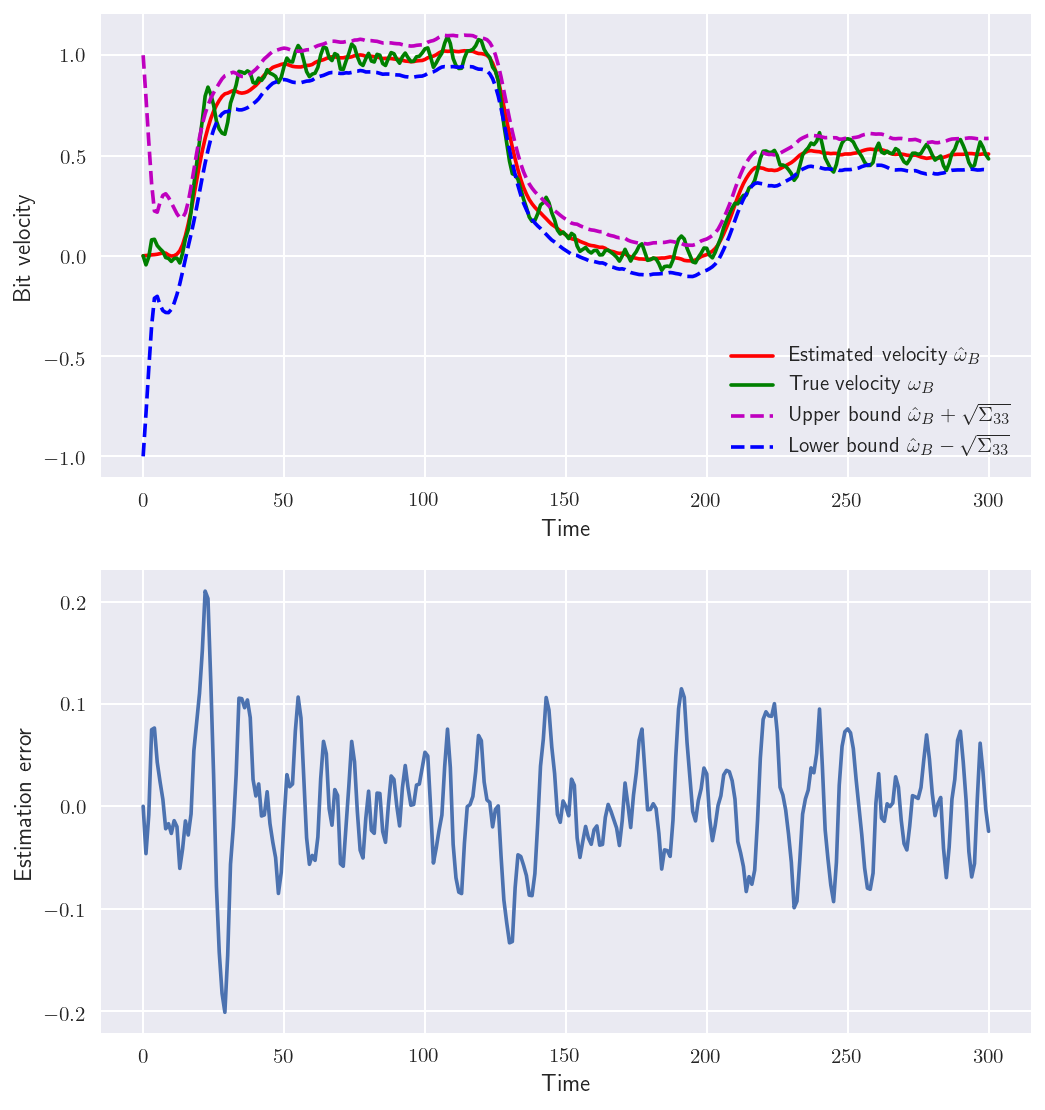 1.0
0.5
0.0
−0.5
−1.0
Bit velocity
Estimated velocity ω̂_B
True velocity ω_B
Upper bound ω̂_B + √Σ₃₃
Lower bound ω̂_B − √Σ₃₃
0 50 100 150 200 250 300
Time
0.2
0.1
0.0
−0.1
−0.2
Estimation error
0 50 100 150 200 250 300
Time